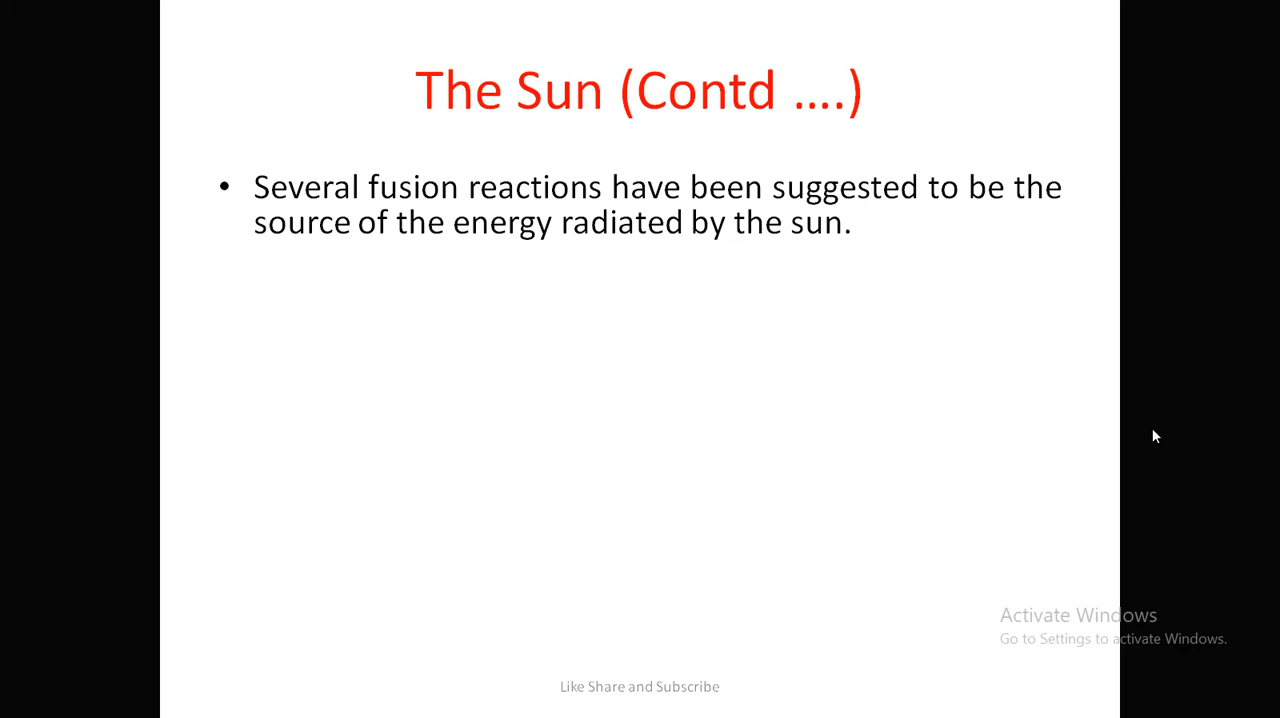 The Sun (Contd ....)
• Several fusion reactions have been suggested to be the
source of the energy radiated by the sun.
Activate Windows
Go to Settings to activate Windows.
Like Share and Subscribe